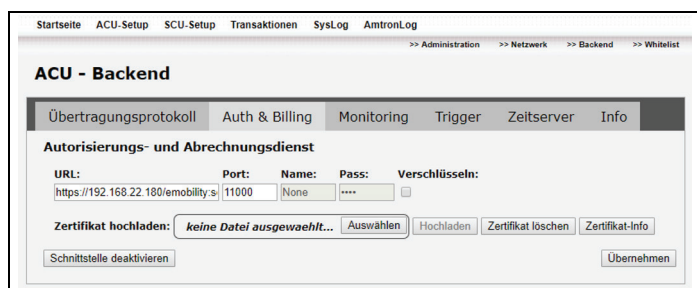 Startseite ACU-Setup SCU-Setup Transaktionen SysLog AmtronLog
>> Administration >> Netzwerk >> Backend >> Whitelist
ACU - Backend
Übertragungsprotokoll Auth & Billing Monitoring Trigger Zeitserver Info
Autorisierungs- und Abrechnungsdienst
URL: Port: Name: Pass: Verschlüsseln:
https://192.168.22.180/emobility:s 11000 None ••••
Zertifikat hochladen: keine Datei ausgewaehlt... Auswählen Hochladen Zertifikat löschen Zertifikat-Info
Schnittstelle deaktivieren Übernehmen